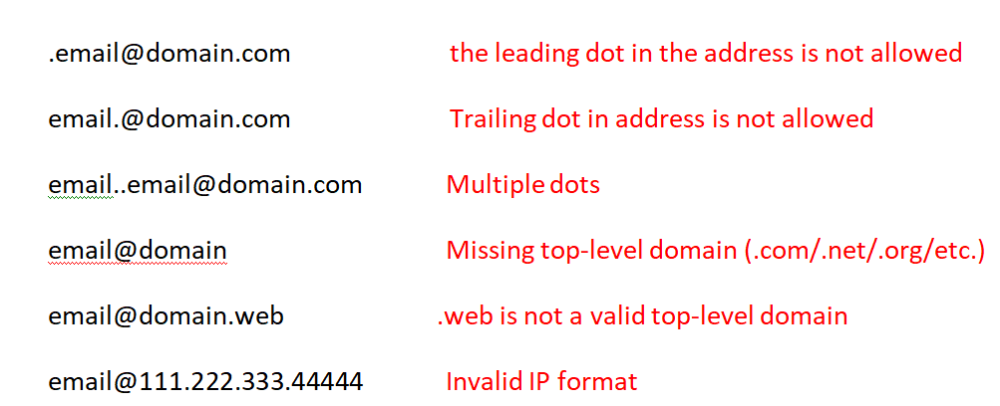 .email@domain.com the leading dot in the address is not allowed
email.@domain.com Trailing dot in address is not allowed
email..email@domain.com Multiple dots
email@domain Missing top-level domain (.com/.net/.org/etc.)
email@domain.web .web is not a valid top-level domain
email@111.222.333.44444 Invalid IP format